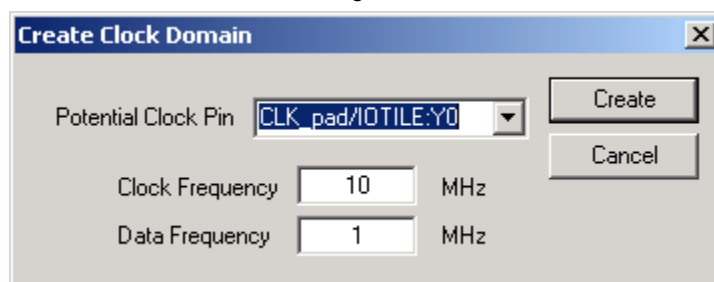 Create Clock Domain
Potential Clock Pin CLK_pad/IOTILE:Y0 Create
Cancel
Clock Frequency 10 MHz
Data Frequency 1 MHz